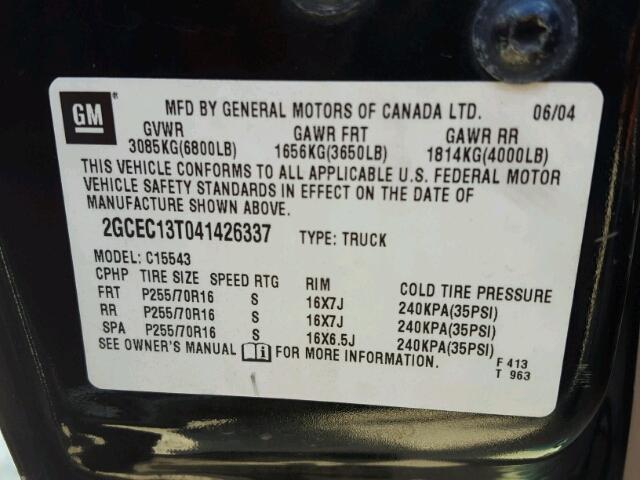 GM ®
MFD BY GENERAL MOTORS OF CANADA LTD. 06/04
GVWR GAWR FRT GAWR RR
3085KG(6800LB) 1656KG(3650LB) 1814KG(4000LB)
THIS VEHICLE CONFORMS TO ALL APPLICABLE U.S. FEDERAL MOTOR
VEHICLE SAFETY STANDARDS IN EFFECT ON THE DATE OF
MANUFACTURE SHOWN ABOVE.
2GCEC13T041426337 TYPE: TRUCK
MODEL: C15543
CPHP TIRE SIZE SPEED RTG RIM COLD TIRE PRESSURE
FRT P255/70R16 S 16X7J 240KPA(35PSI)
RR P255/70R16 S 16X7J 240KPA(35PSI)
SPA P255/70R16 S 16X6.5J 240KPA(35PSI)
SEE OWNER'S MANUAL FOR MORE INFORMATION.
F 413
T 963